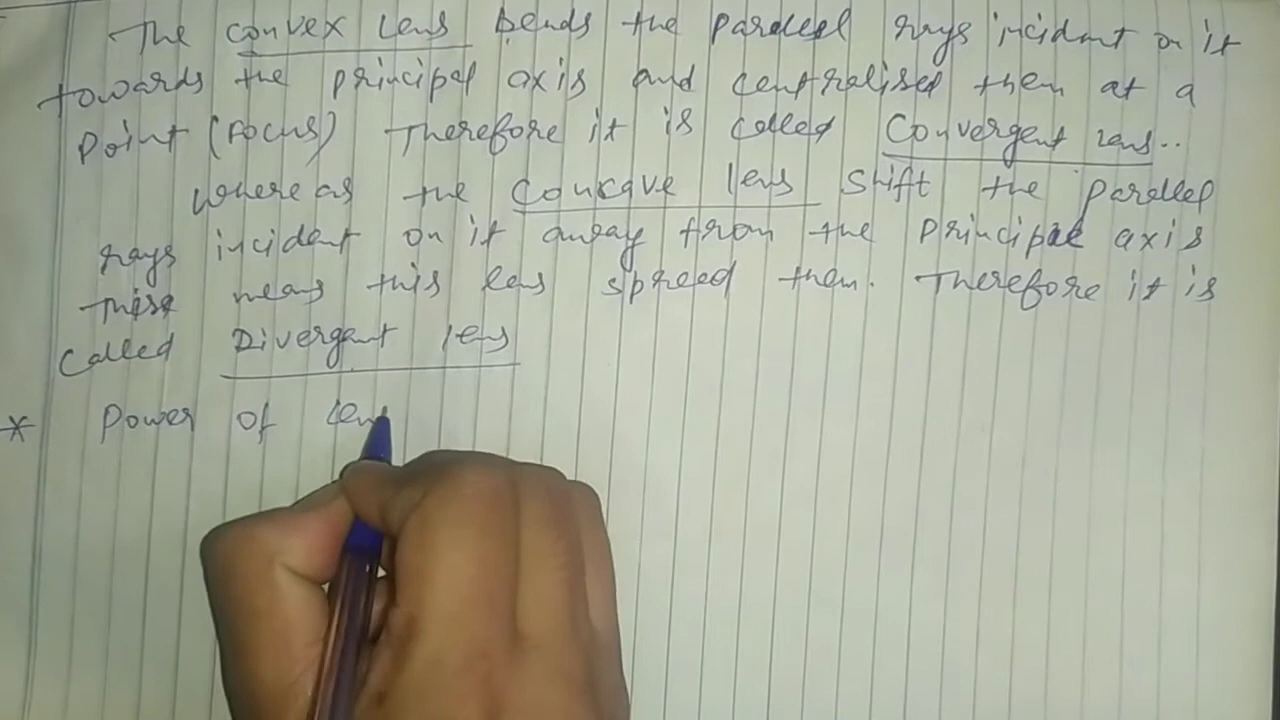 The convex lens bends the parallel rays incident on it
towards the principal axis and centralised them at a
Point (Focus) Therefore it is called Convergent lens..
whereas the Concave lens shift the parallel
rays incident on it away from the principal axis
means this lens spread them. Therefore it is
Called Divergent lens
* Power of len